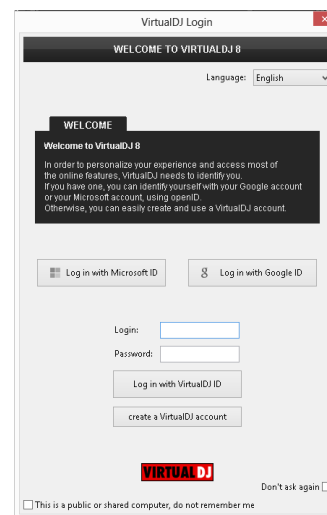 VirtualDJ Login
WELCOME TO VIRTUALDJ 8
Language: English
WELCOME
Welcome to VirtualDJ 8
In order to personalize your experience and access most of
the online features, VirtualDJ needs to identify you.
If you have one, you can identify yourself with your Google account
or your Microsoft account, using openID.
Otherwise, you can easily create and use a VirtualDJ account.
Log in with Microsoft ID
8 Log in with Google ID
Login:
Password:
Log in with VirtualDJ ID
create a VirtualDJ account
VIRTUAL DJ
Don't ask again
This is a public or shared computer, do not remember me